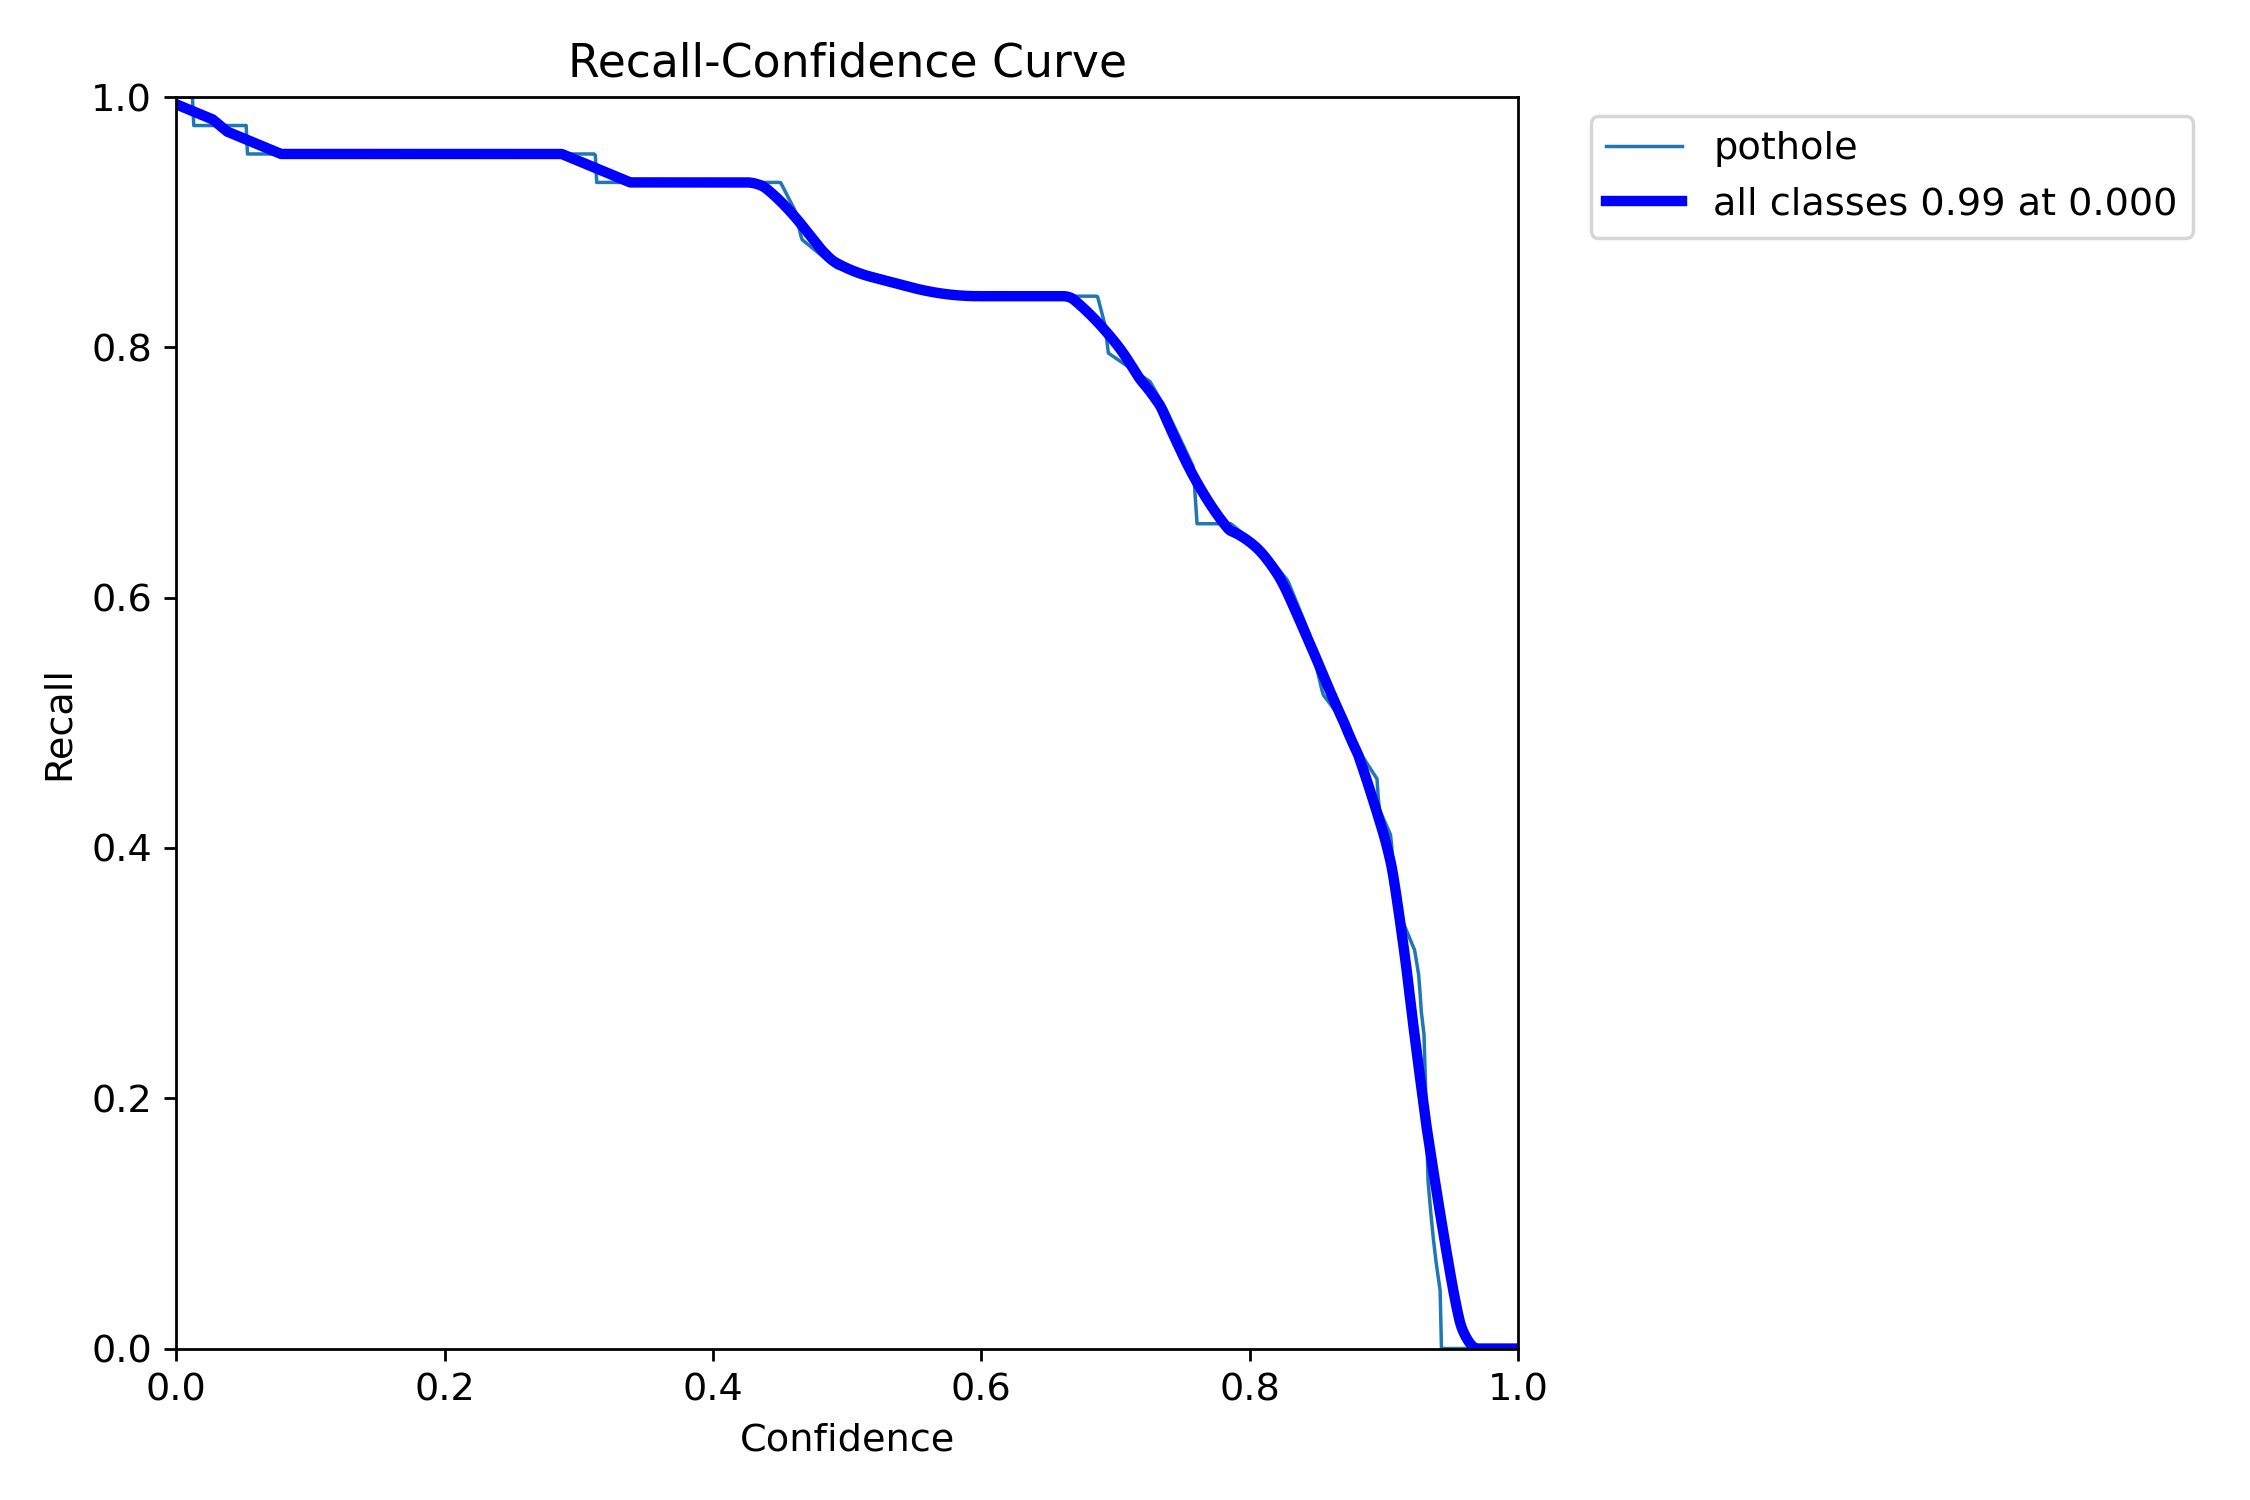 Recall-Confidence Curve
pothole
all classes 0.99 at 0.000
1.0
0.8
0.6
0.4
0.2
0.0
Recall
0.0 0.2 0.4 0.6 0.8 1.0
Confidence